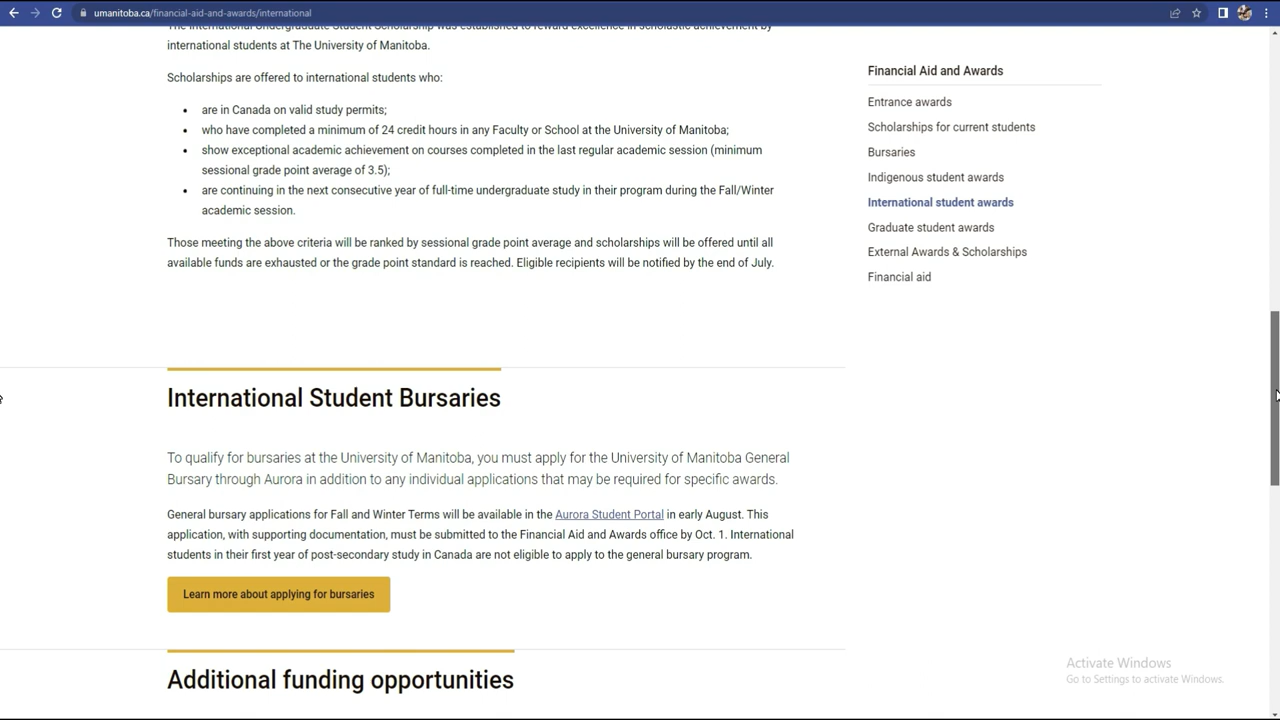 umanitoba.ca/financial-aid-and-awards/international
The International Undergraduate Student Scholarship was established to reward excellence in scholastic achievement by
international students at The University of Manitoba.
Scholarships are offered to international students who:
are in Canada on valid study permits;
who have completed a minimum of 24 credit hours in any Faculty or School at the University of Manitoba;
show exceptional academic achievement on courses completed in the last regular academic session (minimum
sessional grade point average of 3.5);
are continuing in the next consecutive year of full-time undergraduate study in their program during the Fall/Winter
academic session.
Those meeting the above criteria will be ranked by sessional grade point average and scholarships will be offered until all
available funds are exhausted or the grade point standard is reached. Eligible recipients will be notified by the end of July.
International Student Bursaries
To qualify for bursaries at the University of Manitoba, you must apply for the University of Manitoba General
Bursary through Aurora in addition to any individual applications that may be required for specific awards.
General bursary applications for Fall and Winter Terms will be available in the Aurora Student Portal in early August. This
application, with supporting documentation, must be submitted to the Financial Aid and Awards office by Oct. 1. International
students in their first year of post-secondary study in Canada are not eligible to apply to the general bursary program.
Learn more about applying for bursaries
Additional funding opportunities
Financial Aid and Awards
Entrance awards
Scholarships for current students
Bursaries
Indigenous student awards
International student awards
Graduate student awards
External Awards & Scholarships
Financial aid
Activate Windows
Go to Settings to activate Windows.